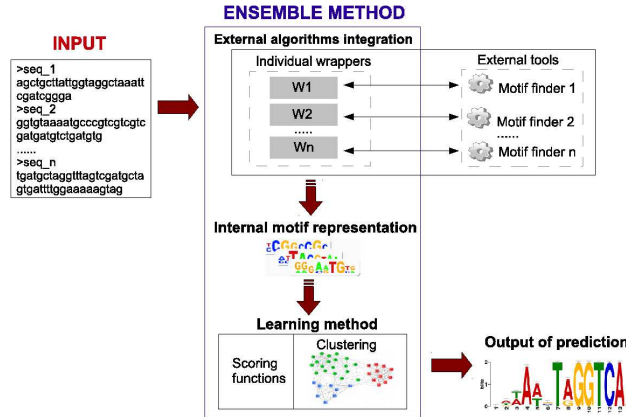 ENSEMBLE METHOD
INPUT
>seq_1
agctgcttattggtaggctaaatt
cgatcggga
>seq_2
ggtgtaaaatgcccgtcgtcgtc
gatgatgtctgatgtg
......
>seq_n
tgatgctaggtttagtcgatgcta
gtgattttggaaaaagtag
External algorithms integration
Individual wrappers
External tools
W1
Motif finder 1
W2
Motif finder 2
.....
......
Wn
Motif finder n
Internal motif representation
Learning method
Scoring
functions
Clustering
Output of prediction
bits
TAGGTCA